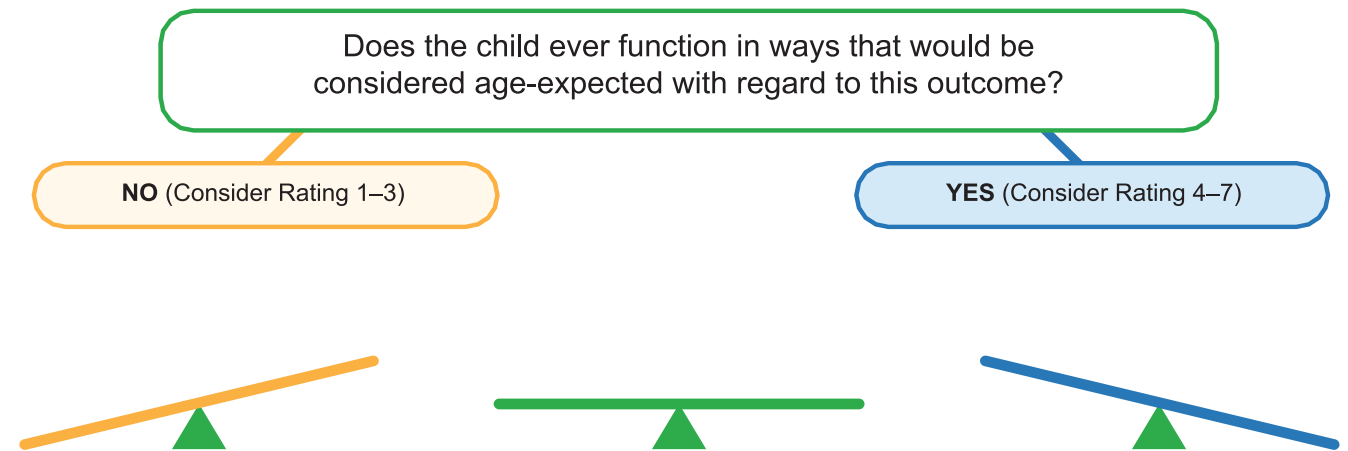 Does the child ever function in ways that would be
considered age-expected with regard to this outcome?
NO (Consider Rating 1–3)
YES (Consider Rating 4–7)